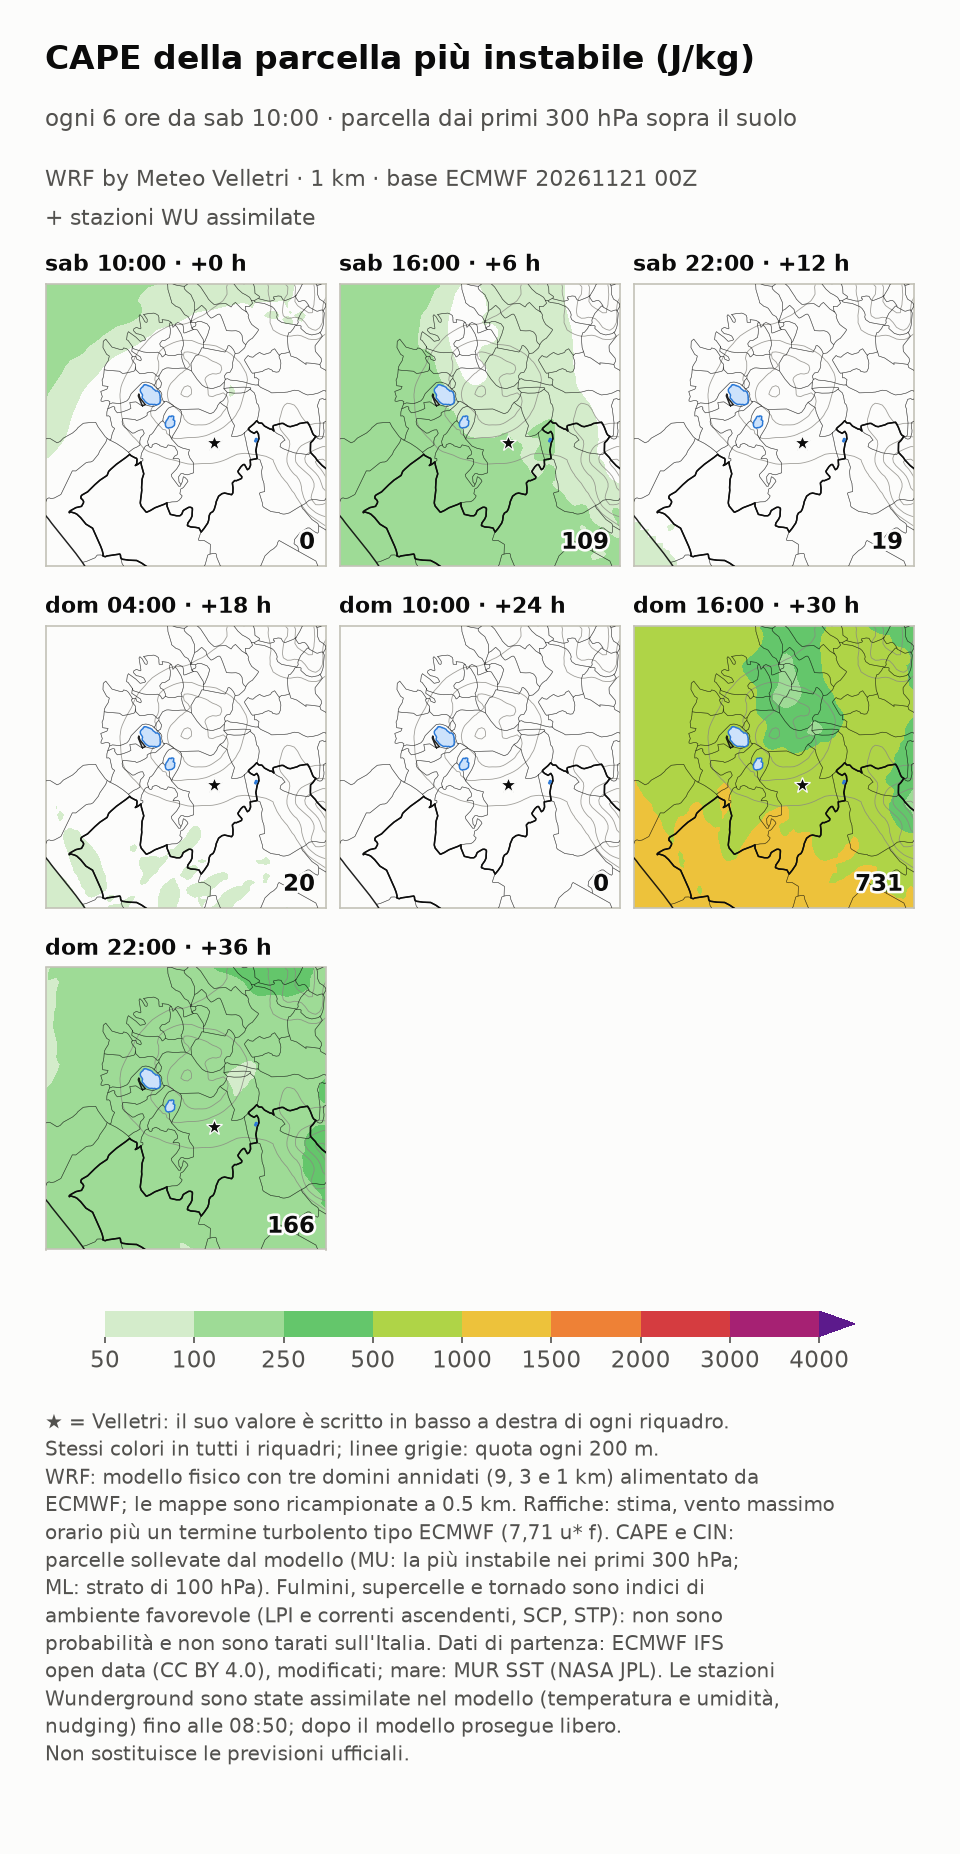 CAPE della parcella più instabile (J/kg)
ogni 6 ore da sab 10:00 · parcella dai primi 300 hPa sopra il suolo
WRF by Meteo Velletri · 1 km · base ECMWF 20261121 00Z
+ stazioni WU assimilate
sab 10:00 · +0 h
sab 16:00 · +6 h
sab 22:00 · +12 h
0
109
19
dom 04:00 · +18 h
dom 10:00 · +24 h
dom 16:00 · +30 h
20
0
731
dom 22:00 · +36 h
166
50 100 250 500 1000 1500 2000 3000 4000
★ = Velletri: il suo valore è scritto in basso a destra di ogni riquadro.
Stessi colori in tutti i riquadri; linee grigie: quota ogni 200 m.
WRF: modello fisico con tre domini annidati (9, 3 e 1 km) alimentato da
ECMWF; le mappe sono ricampionate a 0.5 km. Raffiche: stima, vento massimo
orario più un termine turbolento tipo ECMWF (7,71 u* f). CAPE e CIN:
parcelle sollevate dal modello (MU: la più instabile nei primi 300 hPa;
ML: strato di 100 hPa). Fulmini, supercelle e tornado sono indici di
ambiente favorevole (LPI e correnti ascendenti, SCP, STP): non sono
probabilità e non sono tarati sull'Italia. Dati di partenza: ECMWF IFS
open data (CC BY 4.0), modificati; mare: MUR SST (NASA JPL). Le stazioni
Wunderground sono state assimilate nel modello (temperatura e umidità,
nudging) fino alle 08:50; dopo il modello prosegue libero.
Non sostituisce le previsioni ufficiali.